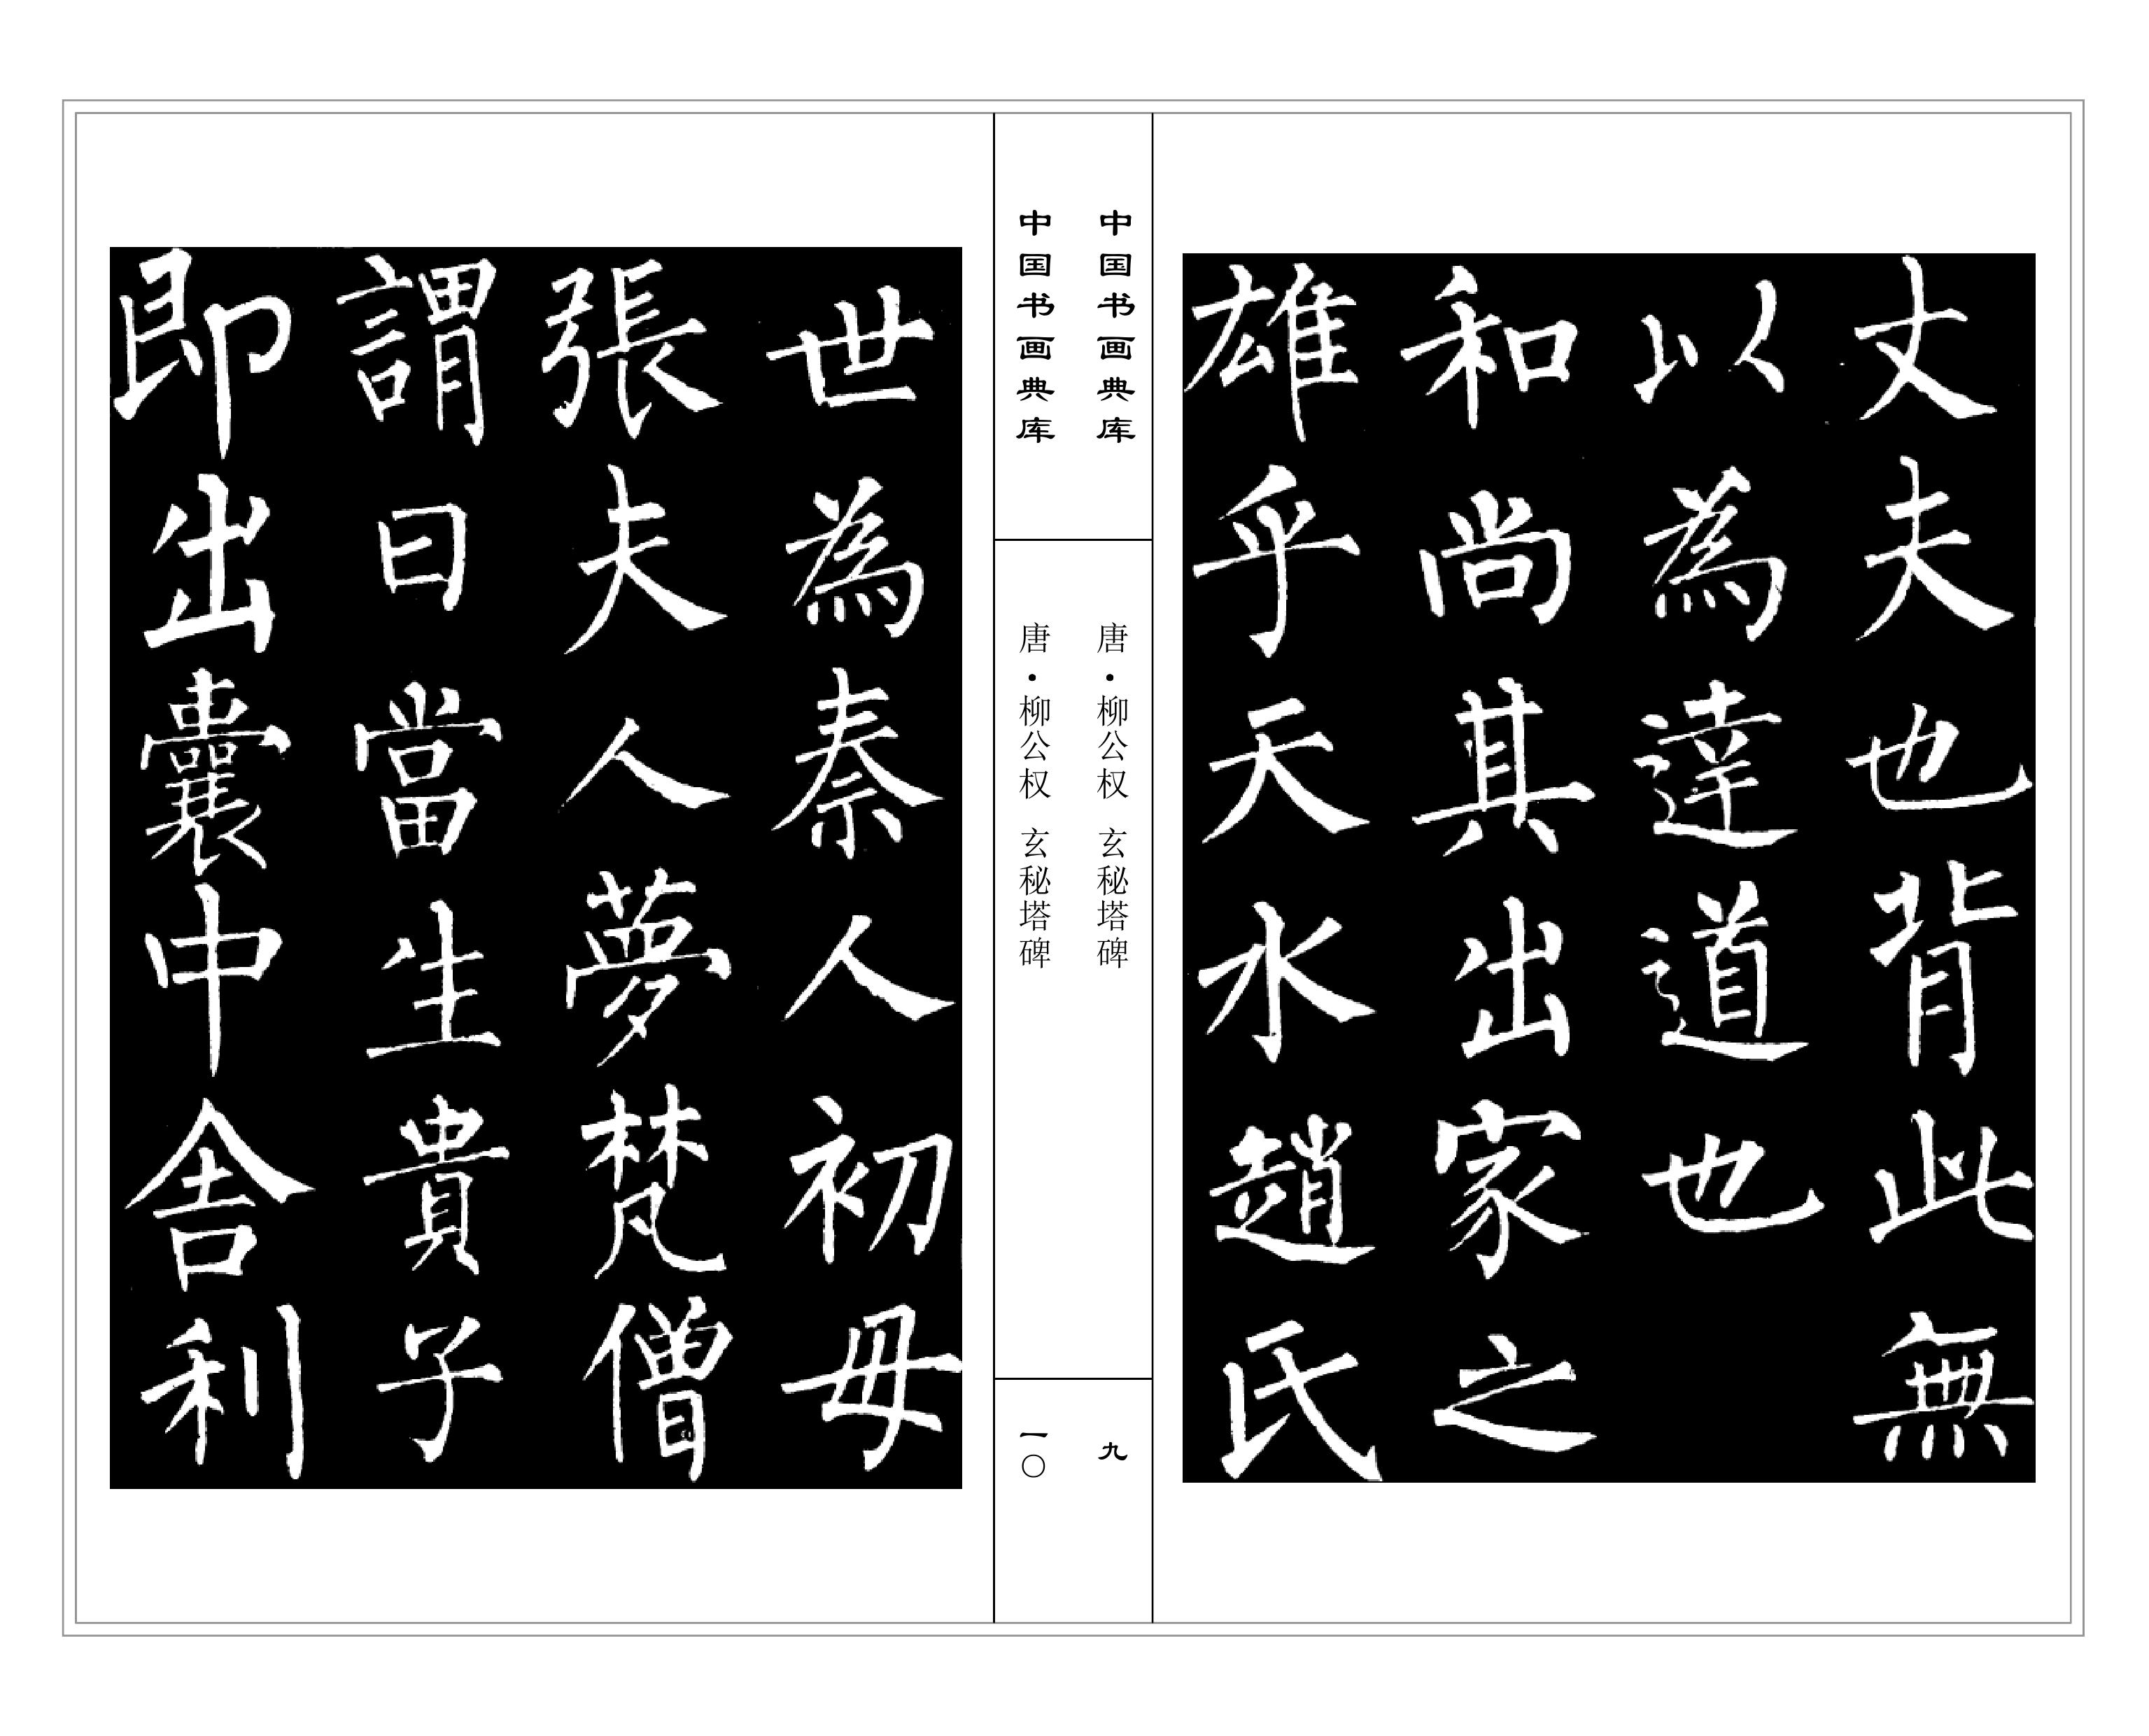 丈夫也背此無
以為達道也
和尚其出家之
雄乎天水趙氏
中国书画典库
唐·柳公权 玄秘塔碑
九
中国书画典库
唐·柳公权 玄秘塔碑
一〇
世為秦人初母
張夫人夢梵僧
謂曰當生貴子
即出囊中舍利